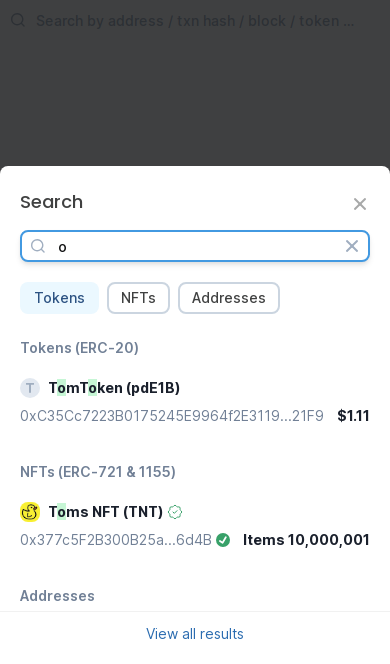 Search by address / txn hash / block / token ...
Search
o
Tokens
NFTs
Addresses
Tokens (ERC-20)
T
TomToken (pdE1B)
0xC35Cc7223B0175245E9964f2E3119...21F9
$1.11
NFTs (ERC-721 & 1155)
Toms NFT (TNT)
0x377c5F2B300B25a...6d4B
Items 10,000,001
Addresses
View all results